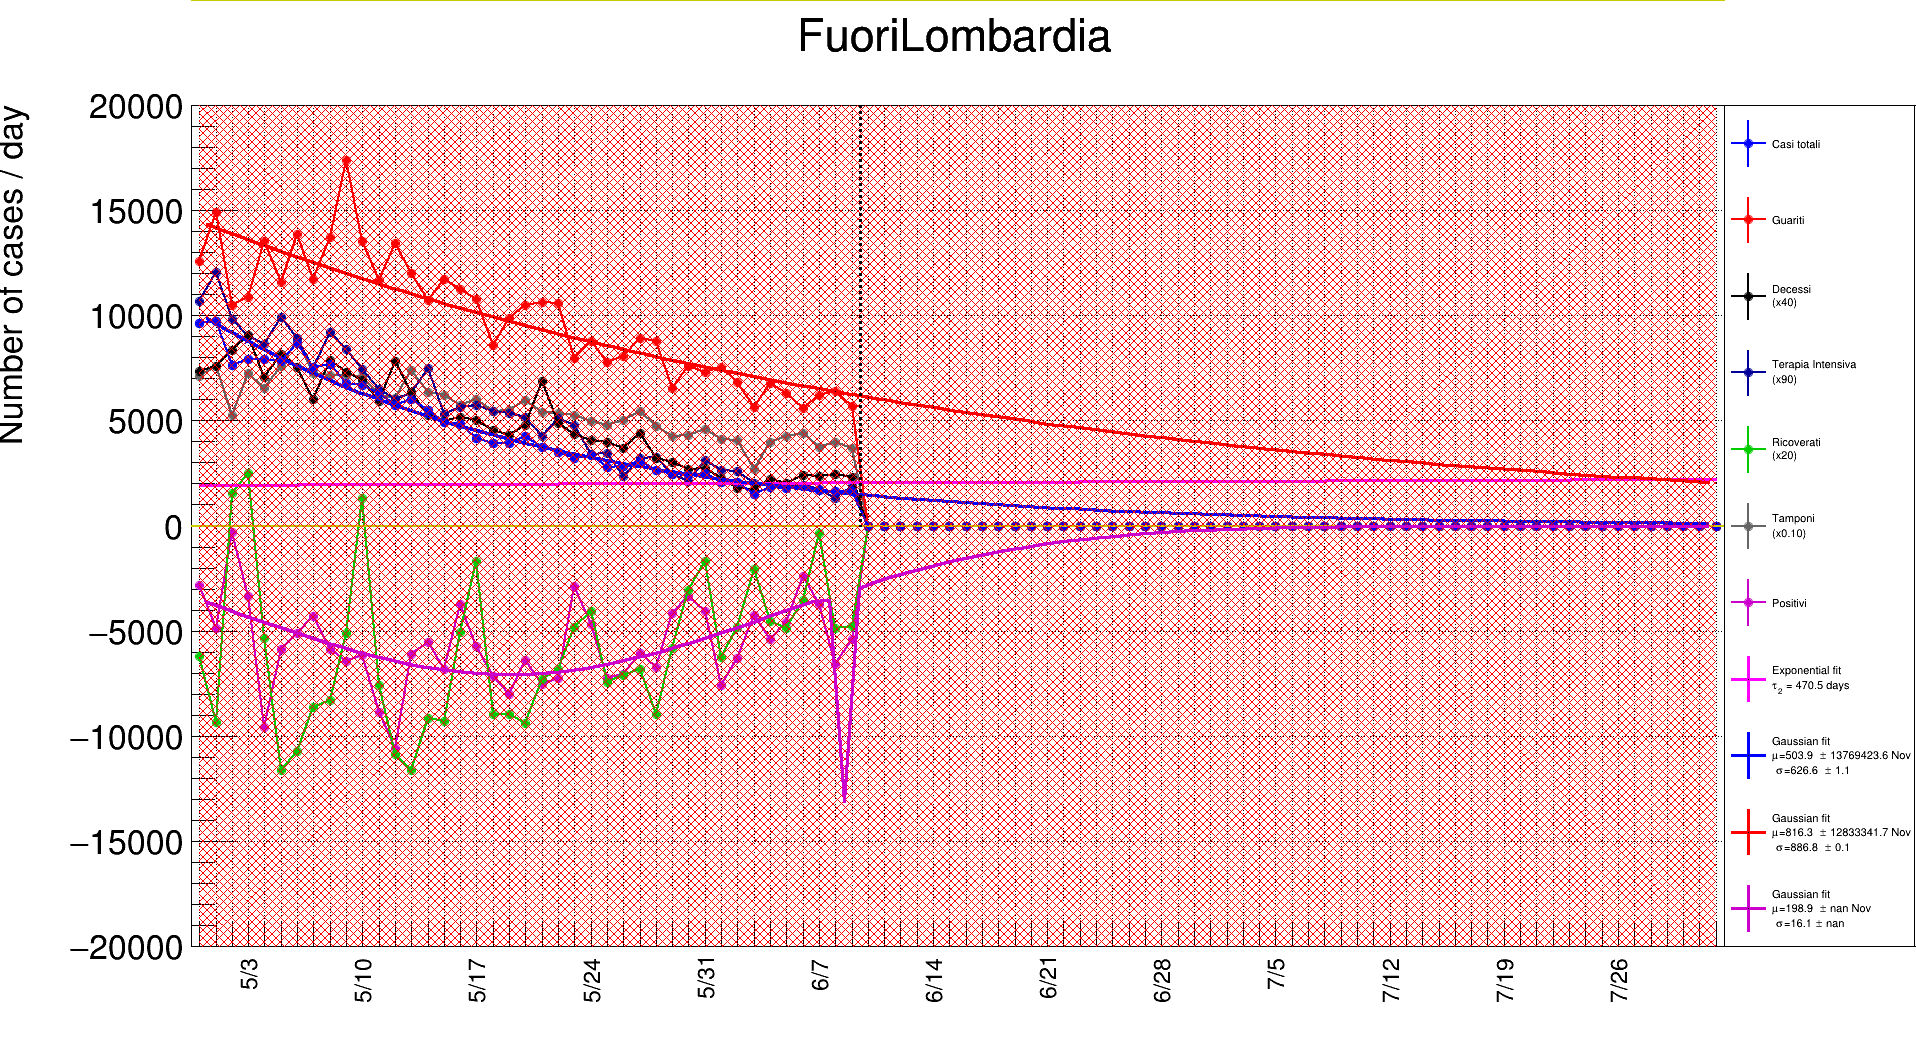 FuoriLombardia
Number of cases / day
20000
15000
10000
5000
0
−5000
−10000
−15000
−20000
5/3
5/10
5/17
5/24
5/31
6/7
6/14
6/21
6/28
7/5
7/12
7/19
7/26
Casi totali
Guariti
Decessi
(x40)
Terapia Intensiva
(x90)
Ricoverati
(x20)
Tamponi
(x0.10)
Positivi
Exponential fit
τ2 = 470.5 days
Gaussian fit
μ=503.9 ± 13769423.6 Nov
σ=626.6 ± 1.1
Gaussian fit
μ=816.3 ± 12833341.7 Nov
σ=886.8 ± 0.1
Gaussian fit
μ=198.9 ± nan Nov
σ=16.1 ± nan